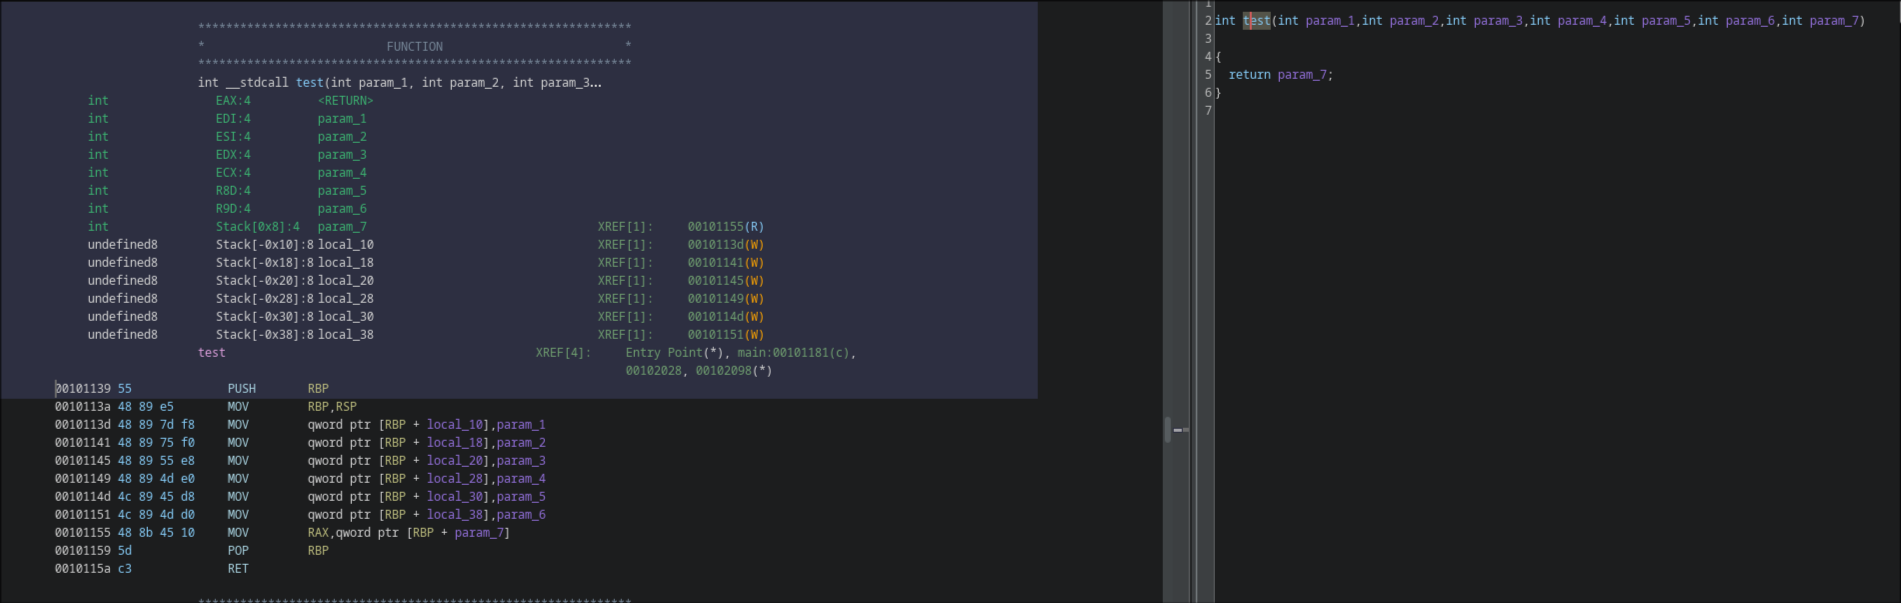 *************************************************************
* FUNCTION *
*************************************************************
int __stdcall test(int param_1, int param_2, int param_3...
int EAX:4 <RETURN>
int EDI:4 param_1
int ESI:4 param_2
int EDX:4 param_3
int ECX:4 param_4
int R8D:4 param_5
int R9D:4 param_6
int Stack[0x8]:4 param_7 XREF[1]: 00101155(R)
undefined8 Stack[-0x10]:8 local_10 XREF[1]: 0010113d(W)
undefined8 Stack[-0x18]:8 local_18 XREF[1]: 00101141(W)
undefined8 Stack[-0x20]:8 local_20 XREF[1]: 00101145(W)
undefined8 Stack[-0x28]:8 local_28 XREF[1]: 00101149(W)
undefined8 Stack[-0x30]:8 local_30 XREF[1]: 0010114d(W)
undefined8 Stack[-0x38]:8 local_38 XREF[1]: 00101151(W)
test XREF[4]: Entry Point(*), main:00101181(c),
00102028, 00102098(*)
00101139 55 PUSH RBP
0010113a 48 89 e5 MOV RBP,RSP
0010113d 48 89 7d f8 MOV qword ptr [RBP + local_10],param_1
00101141 48 89 75 f0 MOV qword ptr [RBP + local_18],param_2
00101145 48 89 55 e8 MOV qword ptr [RBP + local_20],param_3
00101149 48 89 4d e0 MOV qword ptr [RBP + local_28],param_4
0010114d 4c 89 45 d8 MOV qword ptr [RBP + local_30],param_5
00101151 4c 89 4d d0 MOV qword ptr [RBP + local_38],param_6
00101155 48 8b 45 10 MOV RAX,qword ptr [RBP + param_7]
00101159 5d POP RBP
0010115a c3 RET
*************************************************************
1
2 int test(int param_1,int param_2,int param_3,int param_4,int param_5,int param_6,int param_7)
3
4 {
5 return param_7;
6 }
7